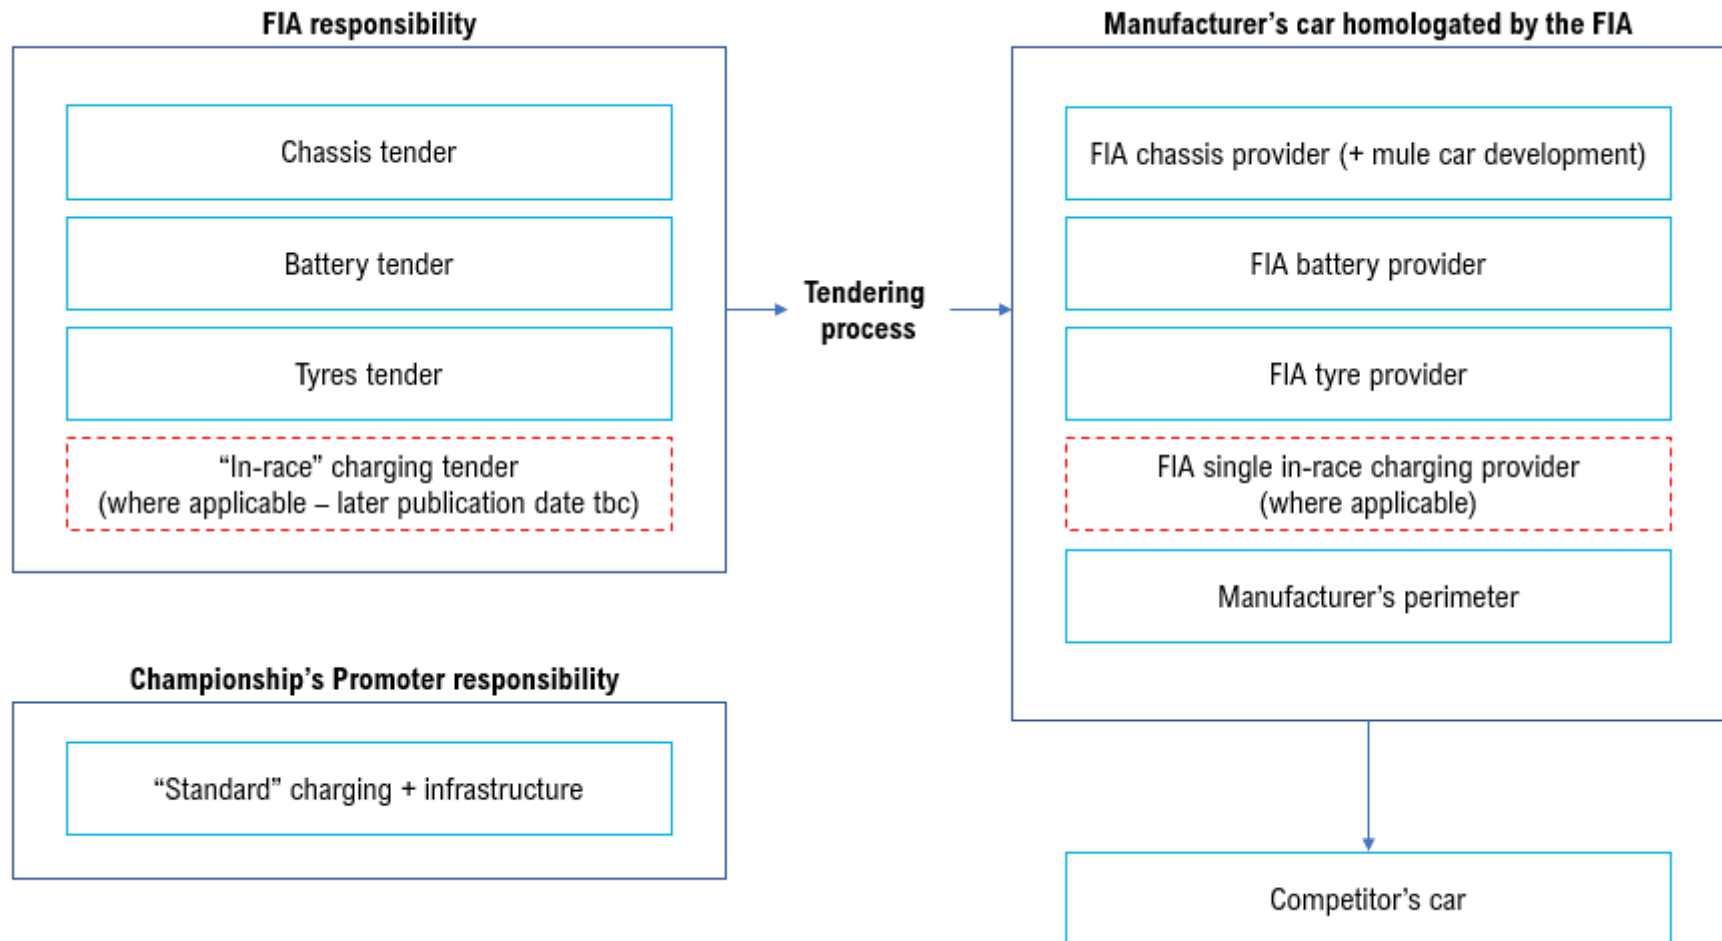 FIA responsibility
Chassis tender
Battery tender
Tyres tender
“In-race” charging tender
(where applicable – later publication date tbc)
Championship’s Promoter responsibility
“Standard” charging + infrastructure
Tendering
process
Manufacturer’s car homologated by the FIA
FIA chassis provider (+ mule car development)
FIA battery provider
FIA tyre provider
FIA single in-race charging provider
(where applicable)
Manufacturer’s perimeter
Competitor’s car